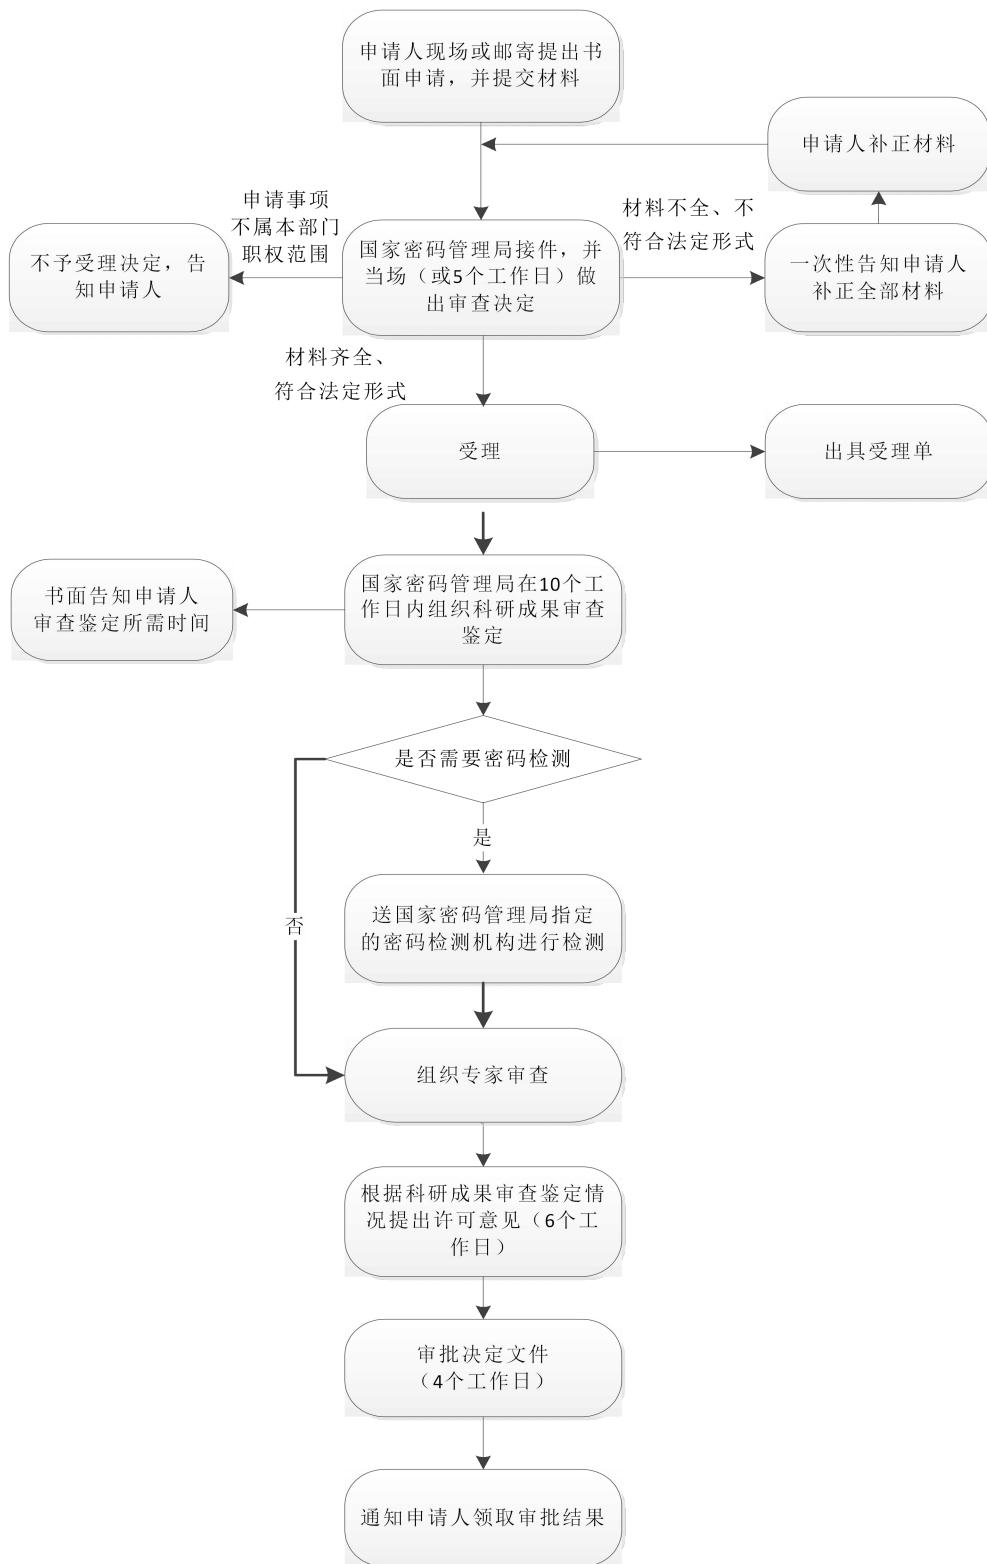 申请人现场或邮寄提出书
面申请，并提交材料
申请人补正材料
申请事项
不属本部门
职权范围
材料不全、不
符合法定形式
不予受理决定，告
知申请人
国家密码管理局接件，并
当场（或5个工作日）做
出审查决定
一次性告知申请人
补正全部材料
材料齐全、
符合法定形式
受理
出具受理单
书面告知申请人
审查鉴定所需时间
国家密码管理局在10个工
作日内组织科研成果审查
鉴定
是否需要密码检测
是
否
送国家密码管理局指定
的密码检测机构进行检测
组织专家审查
根据科研成果审查鉴定情
况提出许可意见（6个工
作日）
审批决定文件
（4个工作日）
通知申请人领取审批结果